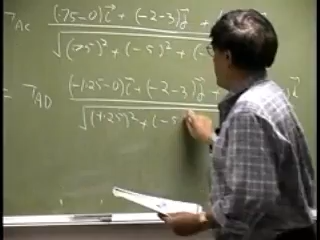 T_AC (.75-0)i⃗ + (-2-3)j⃗ +
√(.75)² + (-5)² + (-
= T_AD (-1.25-0)i⃗ + (-2-3)j⃗
√(-1.25)² + (-5